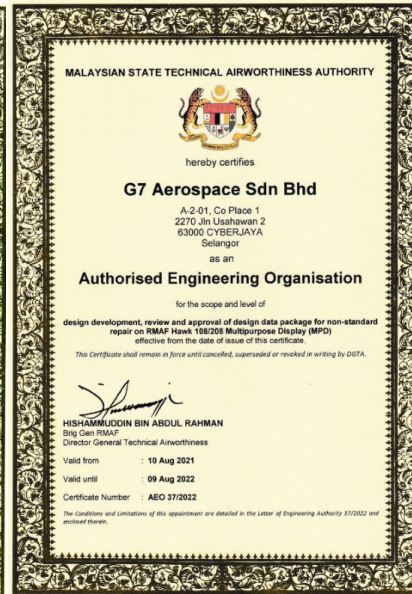 MALAYSIAN STATE TECHNICAL AIRWORTHINESS AUTHORITY
hereby certifies
G7 Aerospace Sdn Bhd
A-2-01, Co Place 1
2270 Jln Usahawan 2
63000 CYBERJAYA
Selangor
as an
Authorised Engineering Organisation
for the scope and level of
design development, review and approval of design data package for non-standard
repair on RMAF Hawk 108/208 Multipurpose Display (MPD)
effective from the date of issue of this certificate.
This Certificate shall remain in force until cancelled, superseded or revoked in writing by DGTA.
HISHAMMUDDIN BIN ABDUL RAHMAN
Brig Gen RMAF
Director General Technical Airworthiness
Valid from : 10 Aug 2021
Valid until : 09 Aug 2022
Certificate Number : AEO 37/2022
The Conditions and Limitations of this appointment are detailed in the Letter of Engineering Authority 37/2022 and
enclosed therein.